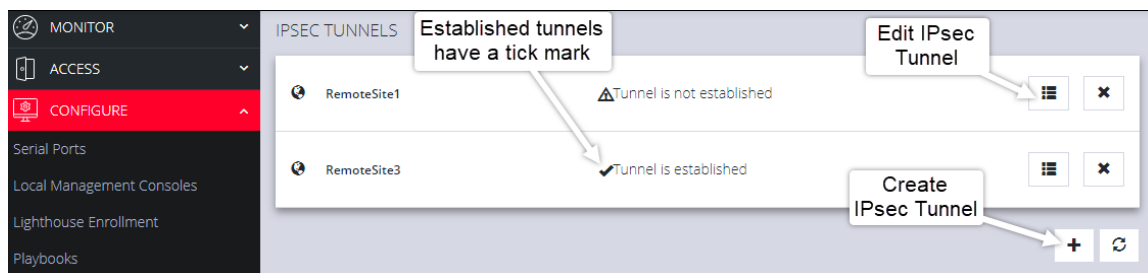 MONITOR
ACCESS
CONFIGURE
Serial Ports
Local Management Consoles
Lighthouse Enrollment
Playbooks
IPSEC TUNNELS
Established tunnels
have a tick mark
Edit IPsec
Tunnel
RemoteSite1 Tunnel is not established
RemoteSite3 Tunnel is established
Create
IPsec Tunnel